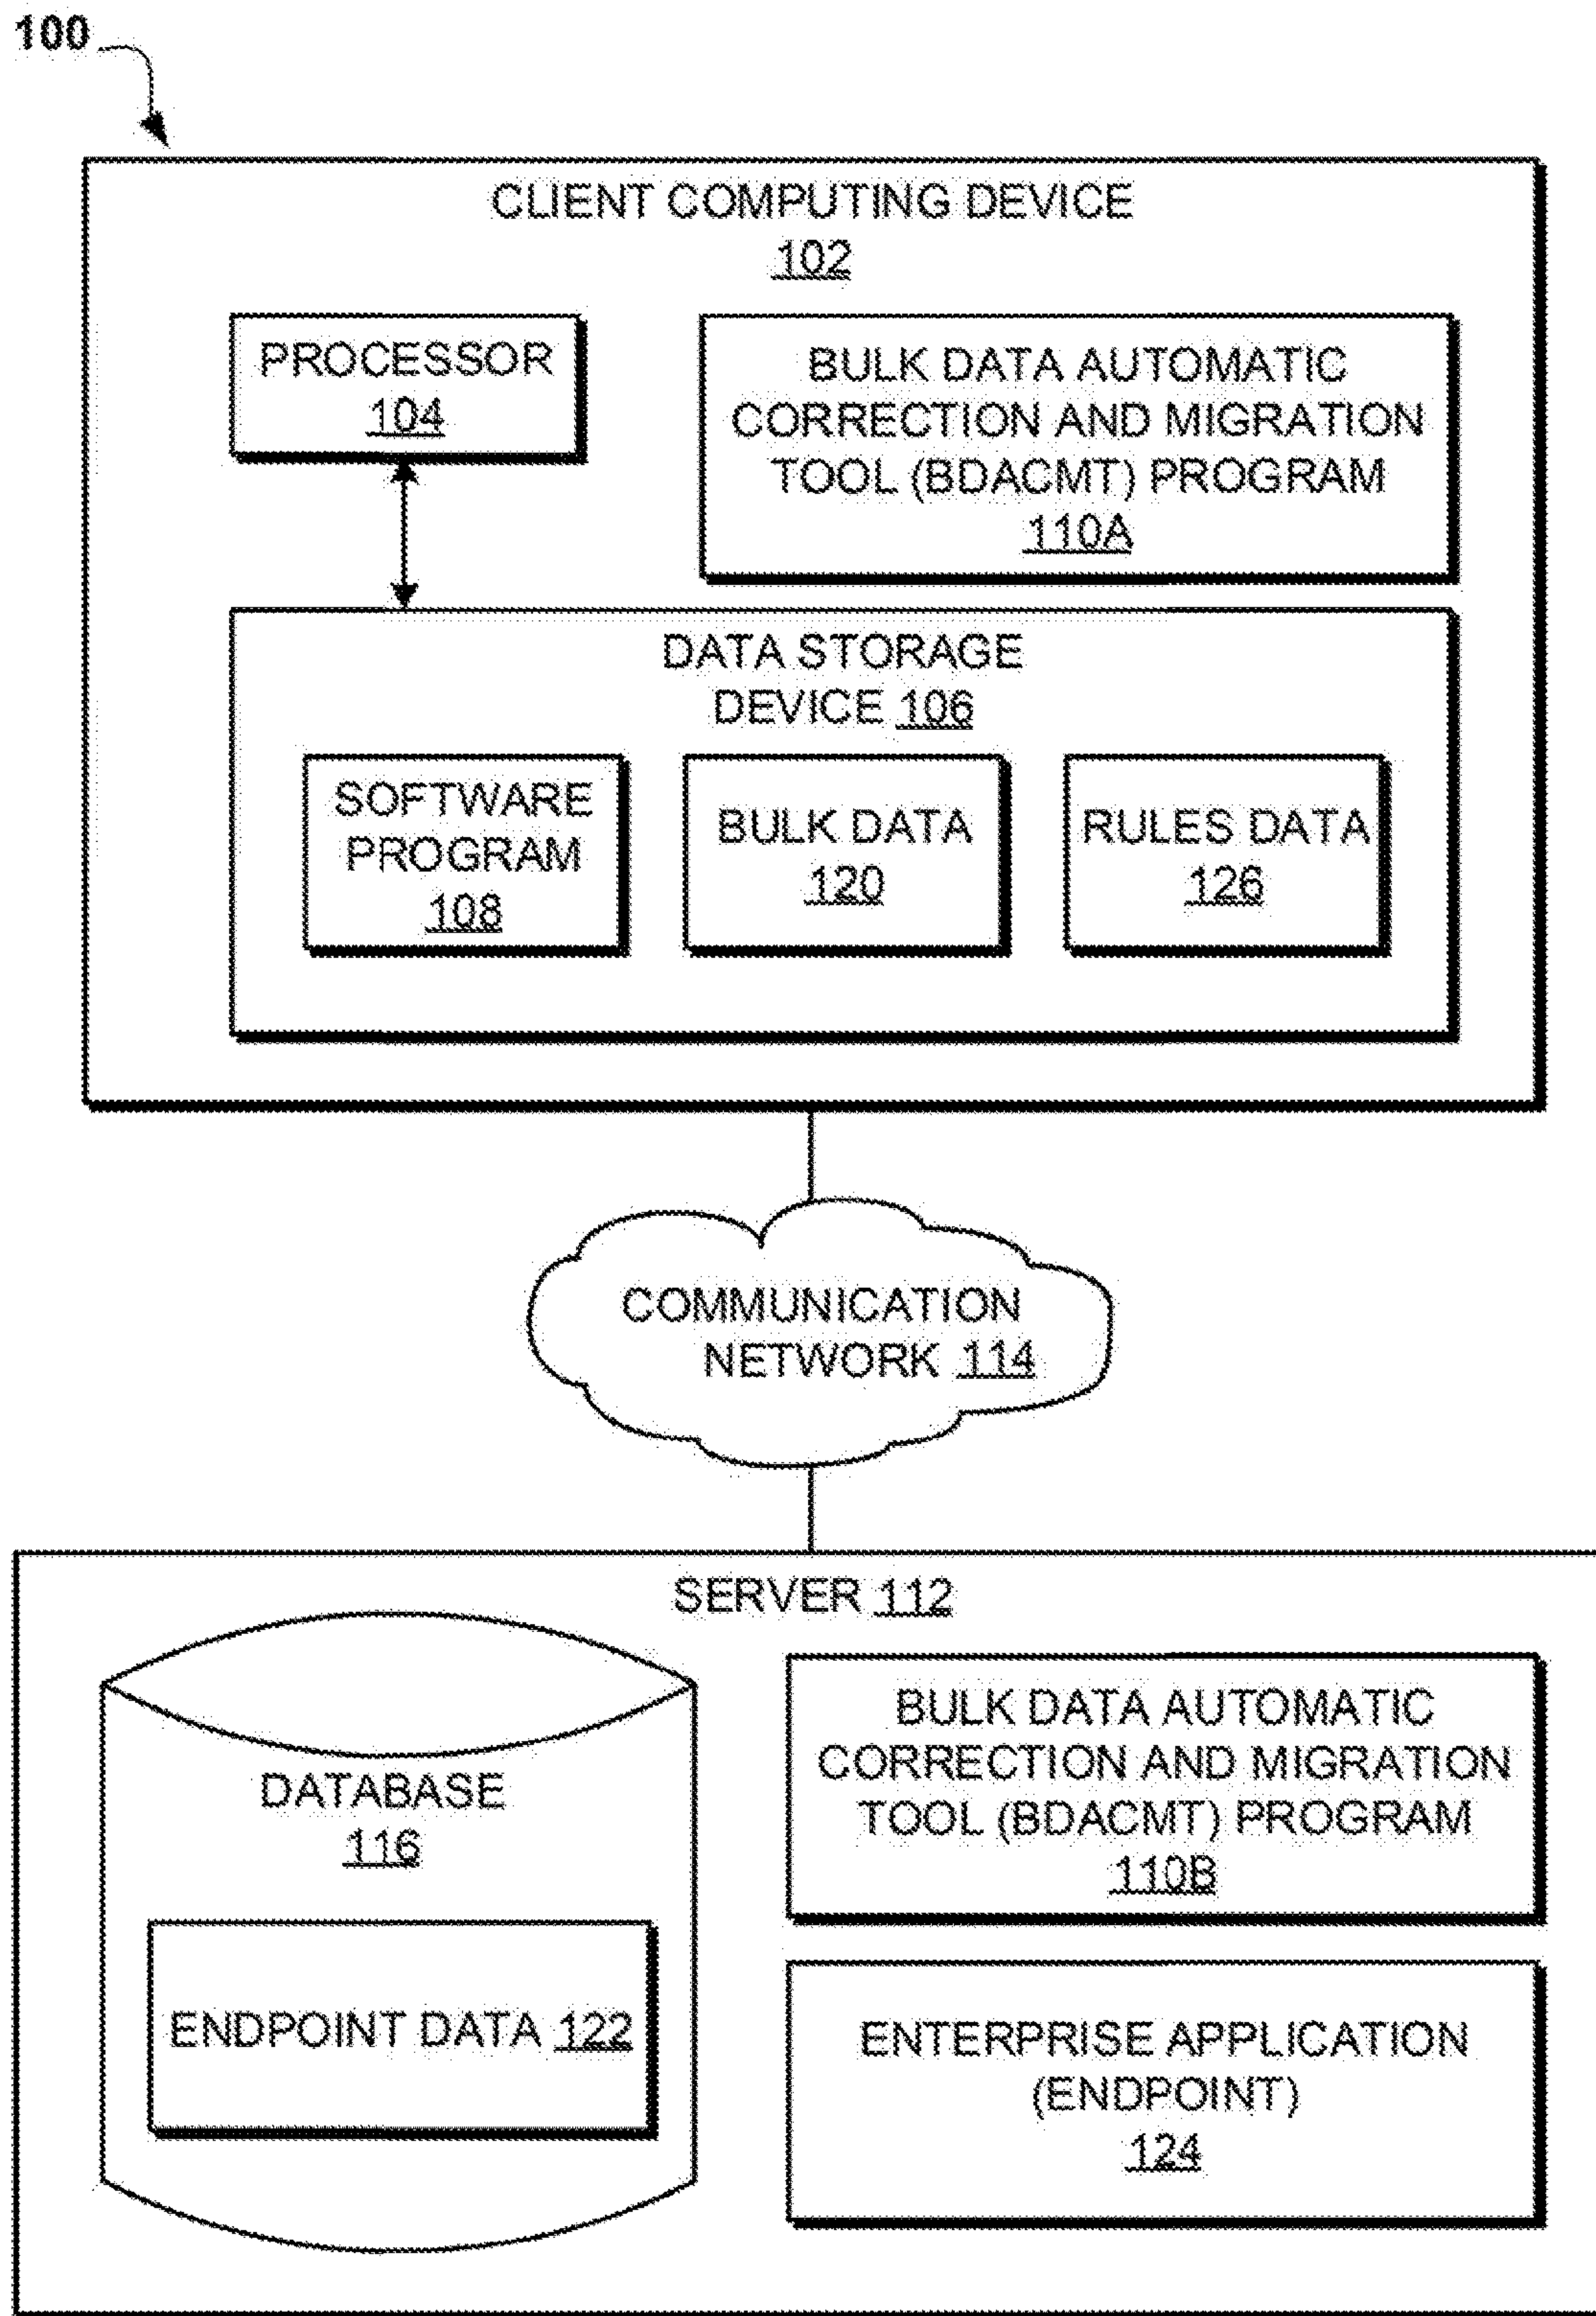 100
CLIENT COMPUTING DEVICE
102
PROCESSOR
104
BULK DATA AUTOMATIC
CORRECTION AND MIGRATION
TOOL (BDACMT) PROGRAM
110A
DATA STORAGE
DEVICE 106
SOFTWARE
PROGRAM
108
BULK DATA
120
RULES DATA
126
COMMUNICATION
NETWORK 114
SERVER 112
DATABASE
116
ENDPOINT DATA 122
BULK DATA AUTOMATIC
CORRECTION AND MIGRATION
TOOL (BDACMT) PROGRAM
110B
ENTERPRISE APPLICATION
(ENDPOINT)
124